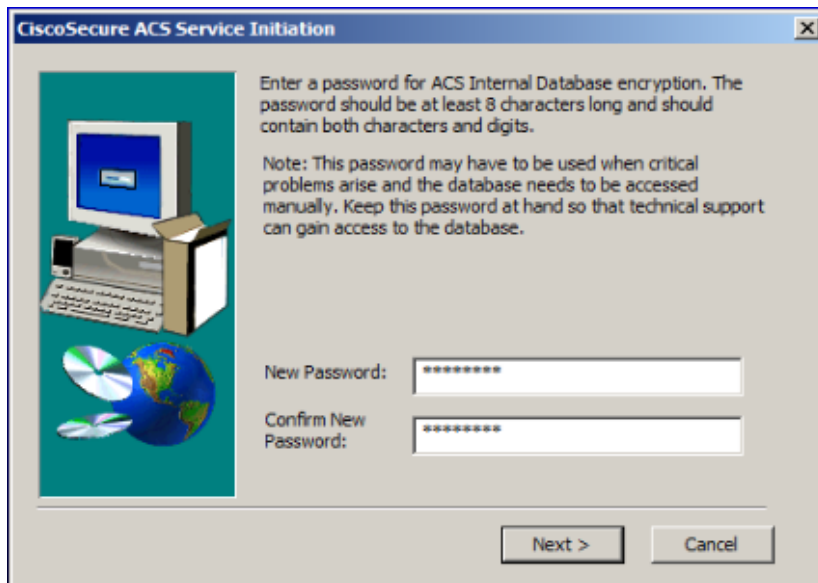 CiscoSecure ACS Service Initiation
Enter a password for ACS Internal Database encryption. The
password should be at least 8 characters long and should
contain both characters and digits.
Note: This password may have to be used when critical
problems arise and the database needs to be accessed
manually. Keep this password at hand so that technical support
can gain access to the database.
New Password: ********
Confirm New
Password: ********
Next > Cancel